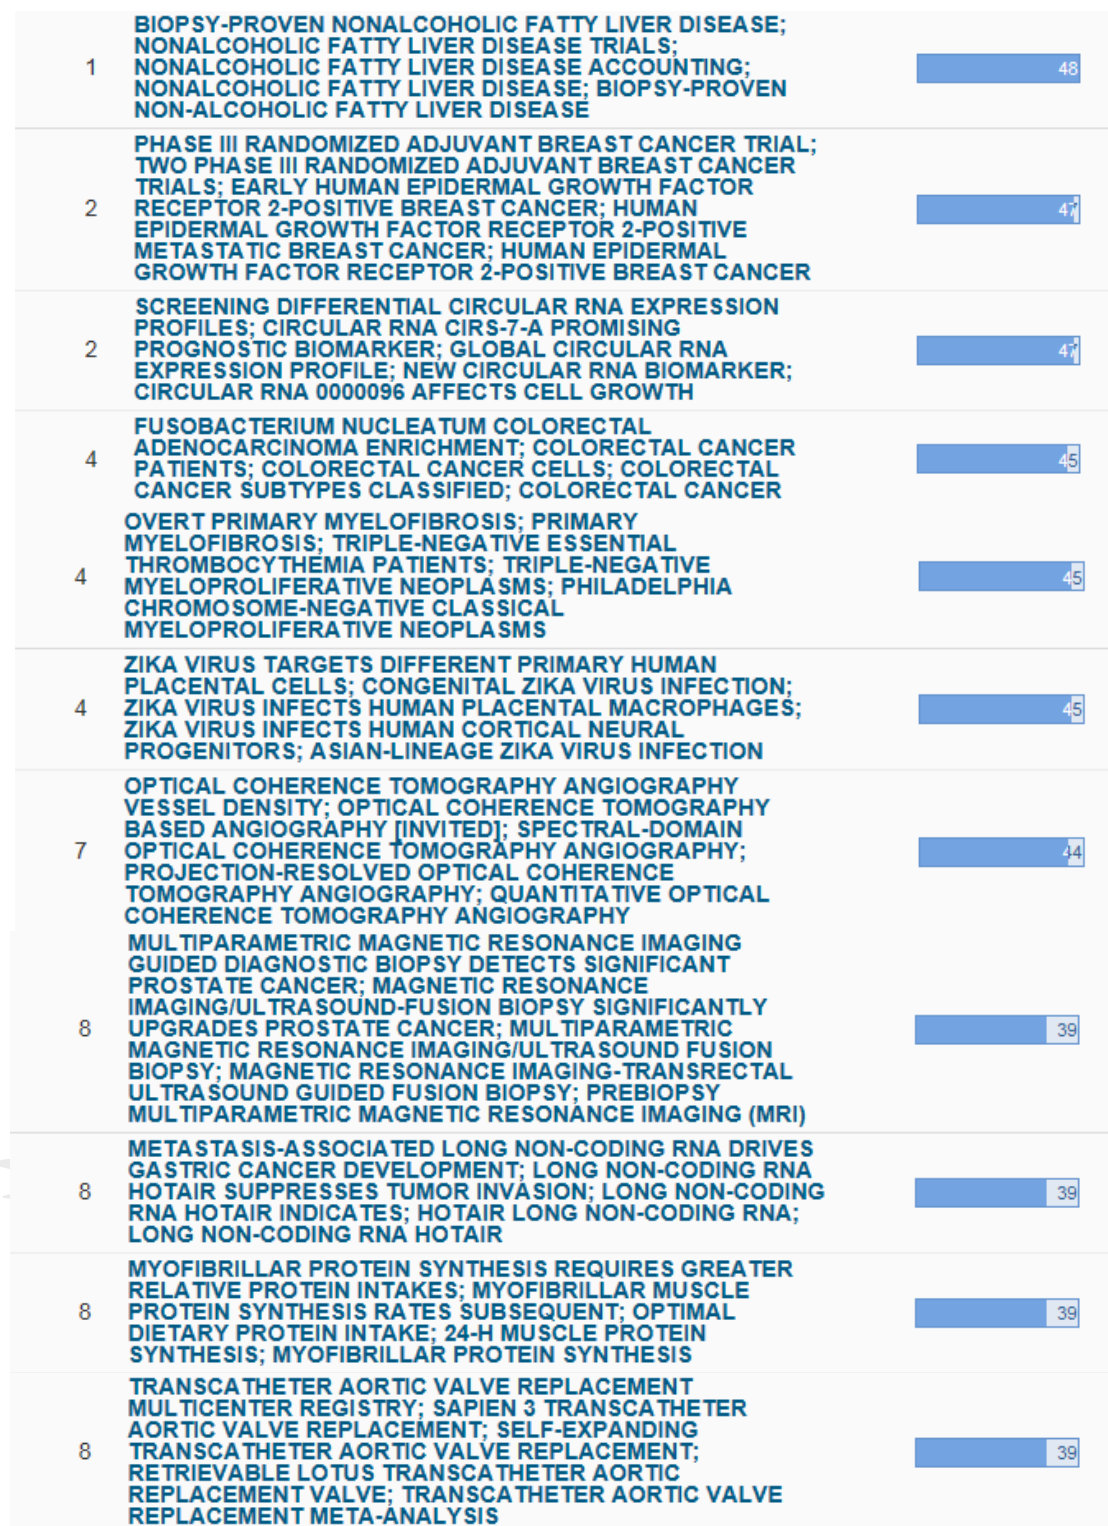 BIOPSY-PROVEN NONALCOHOLIC FATTY LIVER DISEASE;
NONALCOHOLIC FATTY LIVER DISEASE TRIALS;
1 NONALCOHOLIC FATTY LIVER DISEASE ACCOUNTING; 48
NONALCOHOLIC FATTY LIVER DISEASE; BIOPSY-PROVEN
NON-ALCOHOLIC FATTY LIVER DISEASE
PHASE III RANDOMIZED ADJUVANT BREAST CANCER TRIAL;
TWO PHASE III RANDOMIZED ADJUVANT BREAST CANCER
TRIALS; EARLY HUMAN EPIDERMAL GROWTH FACTOR
2 RECEPTOR 2-POSITIVE BREAST CANCER; HUMAN 47
EPIDERMAL GROWTH FACTOR RECEPTOR 2-POSITIVE
METASTATIC BREAST CANCER; HUMAN EPIDERMAL
GROWTH FACTOR RECEPTOR 2-POSITIVE BREAST CANCER
SCREENING DIFFERENTIAL CIRCULAR RNA EXPRESSION
PROFILES; CIRCULAR RNA CIRS-7-A PROMISING
2 PROGNOSTIC BIOMARKER; GLOBAL CIRCULAR RNA 47
EXPRESSION PROFILE; NEW CIRCULAR RNA BIOMARKER;
CIRCULAR RNA 0000096 AFFECTS CELL GROWTH
FUSOBACTERIUM NUCLEATUM COLORECTAL
ADENOCARCINOMA ENRICHMENT; COLORECTAL CANCER
4 PATIENTS; COLORECTAL CANCER CELLS; COLORECTAL 45
CANCER SUBTYPES CLASSIFIED; COLORECTAL CANCER
OVERT PRIMARY MYELOFIBROSIS; PRIMARY
MYELOFIBROSIS; TRIPLE-NEGATIVE ESSENTIAL
THROMBOCYTHEMIA PATIENTS; TRIPLE-NEGATIVE
4 MYELOPROLIFERATIVE NEOPLASMS; PHILADELPHIA 45
CHROMOSOME-NEGATIVE CLASSICAL
MYELOPROLIFERATIVE NEOPLASMS
ZIKA VIRUS TARGETS DIFFERENT PRIMARY HUMAN
PLACENTAL CELLS; CONGENITAL ZIKA VIRUS INFECTION;
4 ZIKA VIRUS INFECTS HUMAN PLACENTAL MACROPHAGES; 45
ZIKA VIRUS INFECTS HUMAN CORTICAL NEURAL
PROGENITORS; ASIAN-LINEAGE ZIKA VIRUS INFECTION
OPTICAL COHERENCE TOMOGRAPHY ANGIOGRAPHY
VESSEL DENSITY; OPTICAL COHERENCE TOMOGRAPHY
BASED ANGIOGRAPHY [INVITED]; SPECTRAL-DOMAIN
7 OPTICAL COHERENCE TOMOGRAPHY ANGIOGRAPHY; 44
PROJECTION-RESOLVED OPTICAL COHERENCE
TOMOGRAPHY ANGIOGRAPHY; QUANTITATIVE OPTICAL
COHERENCE TOMOGRAPHY ANGIOGRAPHY
MULTIPARAMETRIC MAGNETIC RESONANCE IMAGING
GUIDED DIAGNOSTIC BIOPSY DETECTS SIGNIFICANT
PROSTATE CANCER; MAGNETIC RESONANCE
IMAGING/ULTRASOUND-FUSION BIOPSY SIGNIFICANTLY
8 UPGRADES PROSTATE CANCER; MULTIPARAMETRIC 39
MAGNETIC RESONANCE IMAGING/ULTRASOUND FUSION
BIOPSY; MAGNETIC RESONANCE IMAGING-TRANSRECTAL
ULTRASOUND GUIDED FUSION BIOPSY; PREBIOPSY
MULTIPARAMETRIC MAGNETIC RESONANCE IMAGING (MRI)
METASTASIS-ASSOCIATED LONG NON-CODING RNA DRIVES
GASTRIC CANCER DEVELOPMENT; LONG NON-CODING RNA
8 HOTAIR SUPPRESSES TUMOR INVASION; LONG NON-CODING 39
RNA HOTAIR INDICATES; HOTAIR LONG NON-CODING RNA;
LONG NON-CODING RNA HOTAIR
MYOFIBRILLAR PROTEIN SYNTHESIS REQUIRES GREATER
RELATIVE PROTEIN INTAKES; MYOFIBRILLAR MUSCLE
8 PROTEIN SYNTHESIS RATES SUBSEQUENT; OPTIMAL 39
DIETARY PROTEIN INTAKE; 24-H MUSCLE PROTEIN
SYNTHESIS; MYOFIBRILLAR PROTEIN SYNTHESIS
TRANSCATHETER AORTIC VALVE REPLACEMENT
MULTICENTER REGISTRY; SAPIEN 3 TRANSCATHETER
AORTIC VALVE REPLACEMENT; SELF-EXPANDING
8 TRANSCATHETER AORTIC VALVE REPLACEMENT; 39
RETRIEVABLE LOTUS TRANSCATHETER AORTIC
REPLACEMENT VALVE; TRANSCATHETER AORTIC VALVE
REPLACEMENT META-ANALYSIS